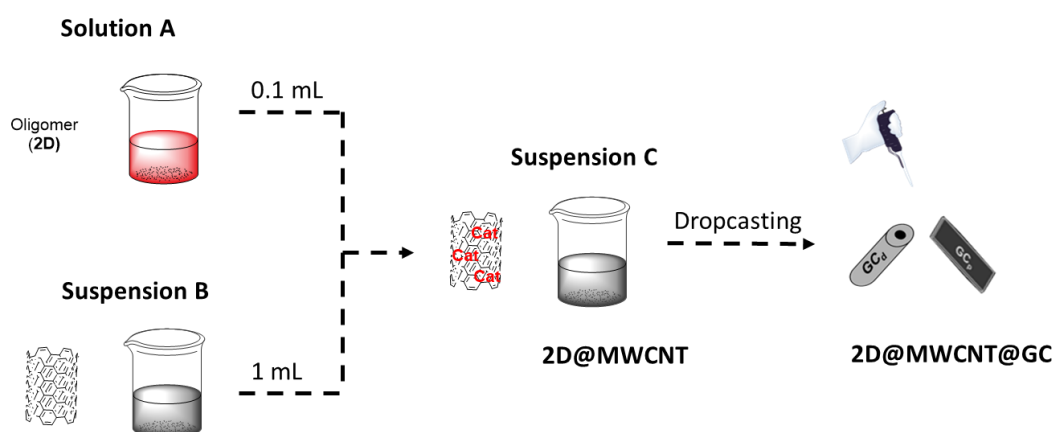 Solution A
0.1 mL
Oligomer
(2D)
Suspension C
Dropcasting
Cat
Cat
Cat
GCd
GCp
Suspension B
1 mL
2D@MWCNT
2D@MWCNT@GC